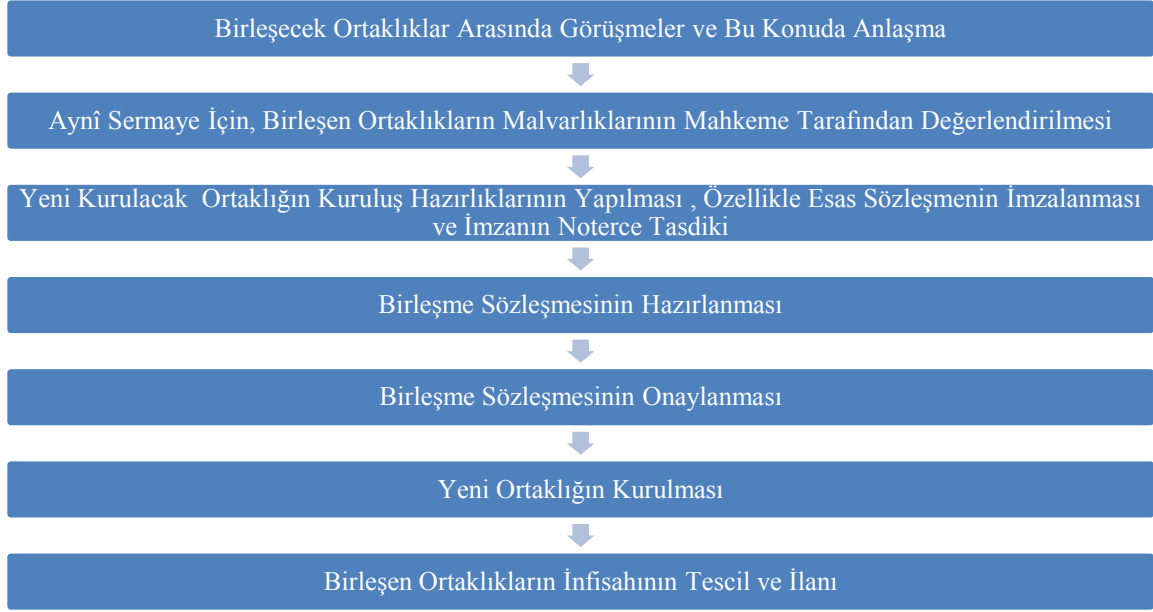 Birleşecek Ortaklıklar Arasında Görüşmeler ve Bu Konuda Anlaşma
Aynî Sermaye İçin, Birleşen Ortaklıkların Malvarlıklarının Mahkeme Tarafından Değerlendirilmesi
Yeni Kurulacak Ortaklığın Kuruluş Hazırlıklarının Yapılması , Özellikle Esas Sözleşmenin İmzalanması
ve İmzanın Noterce Tasdiki
Birleşme Sözleşmesinin Hazırlanması
Birleşme Sözleşmesinin Onaylanması
Yeni Ortaklığın Kurulması
Birleşen Ortaklıkların İnfisahının Tescil ve İlanı